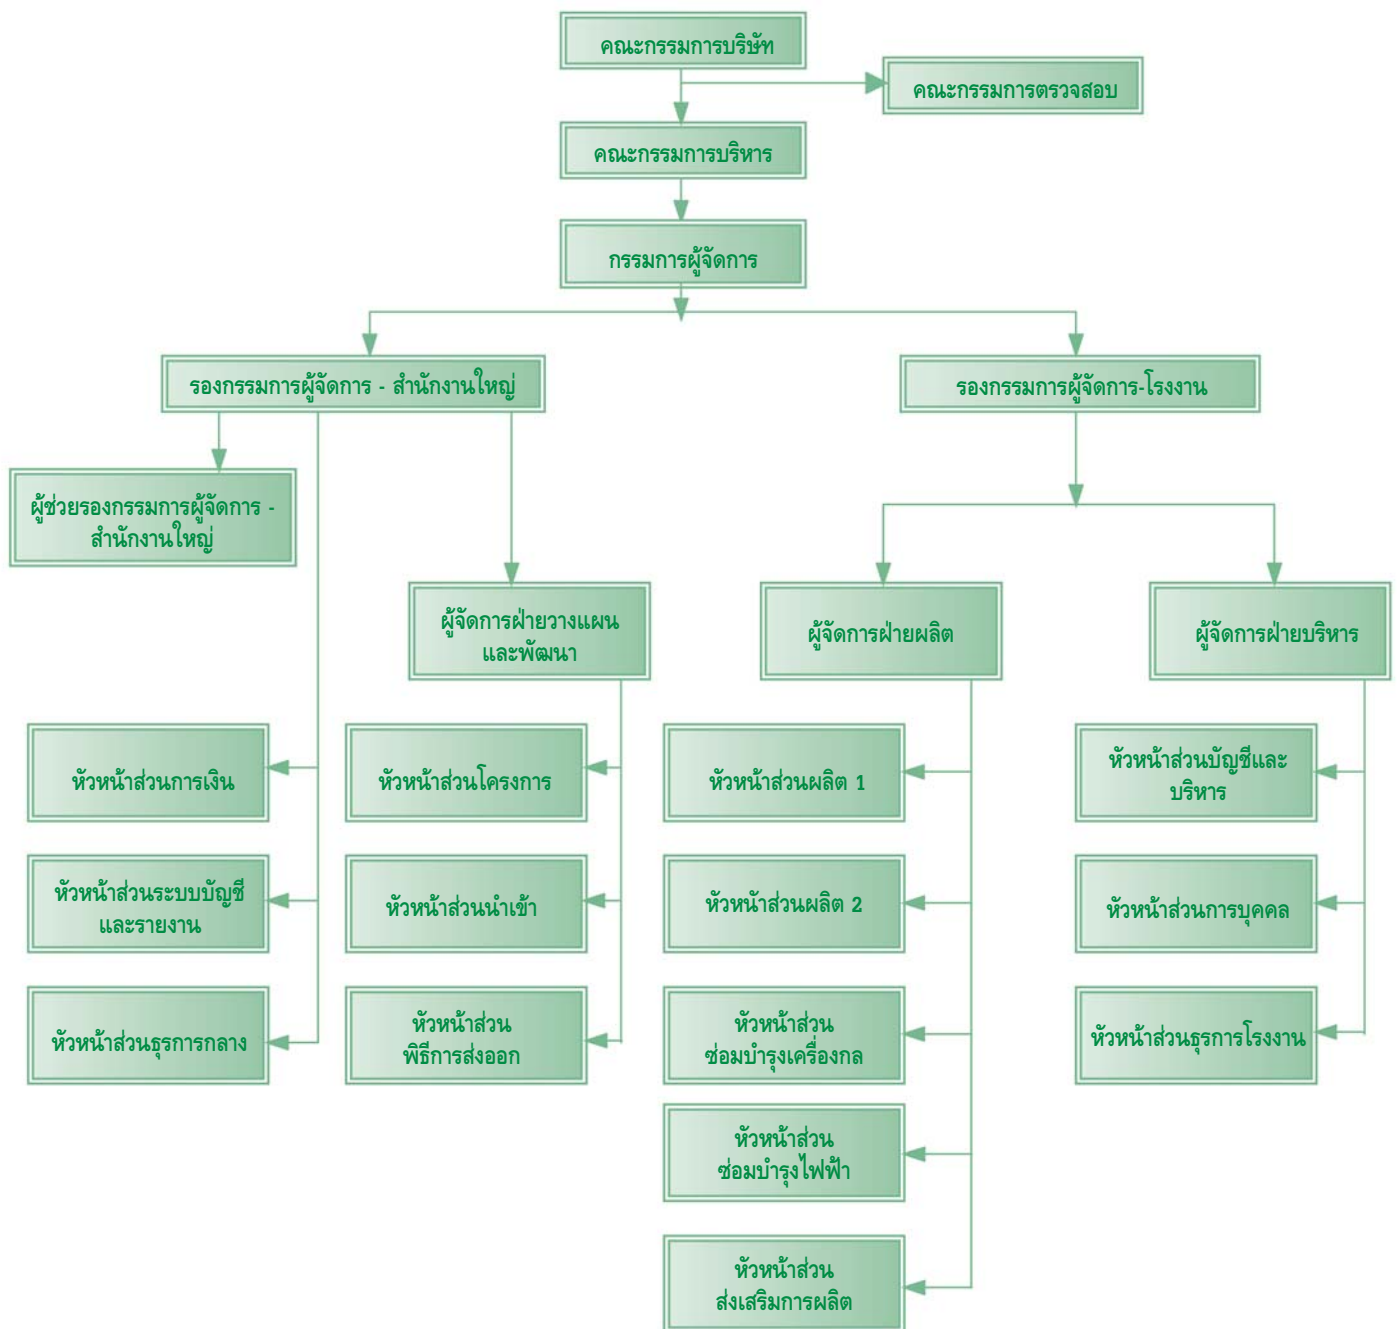 คณะกรรมการบริษัท
คณะกรรมการตรวจสอบ
คณะกรรมการบริหาร
กรรมการผู้จัดการ
รองกรรมการผู้จัดการ - สำนักงานใหญ่
รองกรรมการผู้จัดการ-โรงงาน
ผู้ช่วยรองกรรมการผู้จัดการ -
สำนักงานใหญ่
ผู้จัดการฝ่ายวางแผน
และพัฒนา
ผู้จัดการฝ่ายผลิต
ผู้จัดการฝ่ายบริหาร
หัวหน้าส่วนการเงิน
หัวหน้าส่วนโครงการ
หัวหน้าส่วนผลิต 1
หัวหน้าส่วนบัญชีและ
บริหาร
หัวหน้าส่วนระบบบัญชี
และรายงาน
หัวหน้าส่วนนำเข้า
หัวหน้าส่วนผลิต 2
หัวหน้าส่วนการบุคคล
หัวหน้าส่วนธุรการกลาง
หัวหน้าส่วน
พิธีการส่งออก
หัวหน้าส่วน
ซ่อมบำรุงเครื่องกล
หัวหน้าส่วนธุรการโรงงาน
หัวหน้าส่วน
ซ่อมบำรุงไฟฟ้า
หัวหน้าส่วน
ส่งเสริมการผลิต